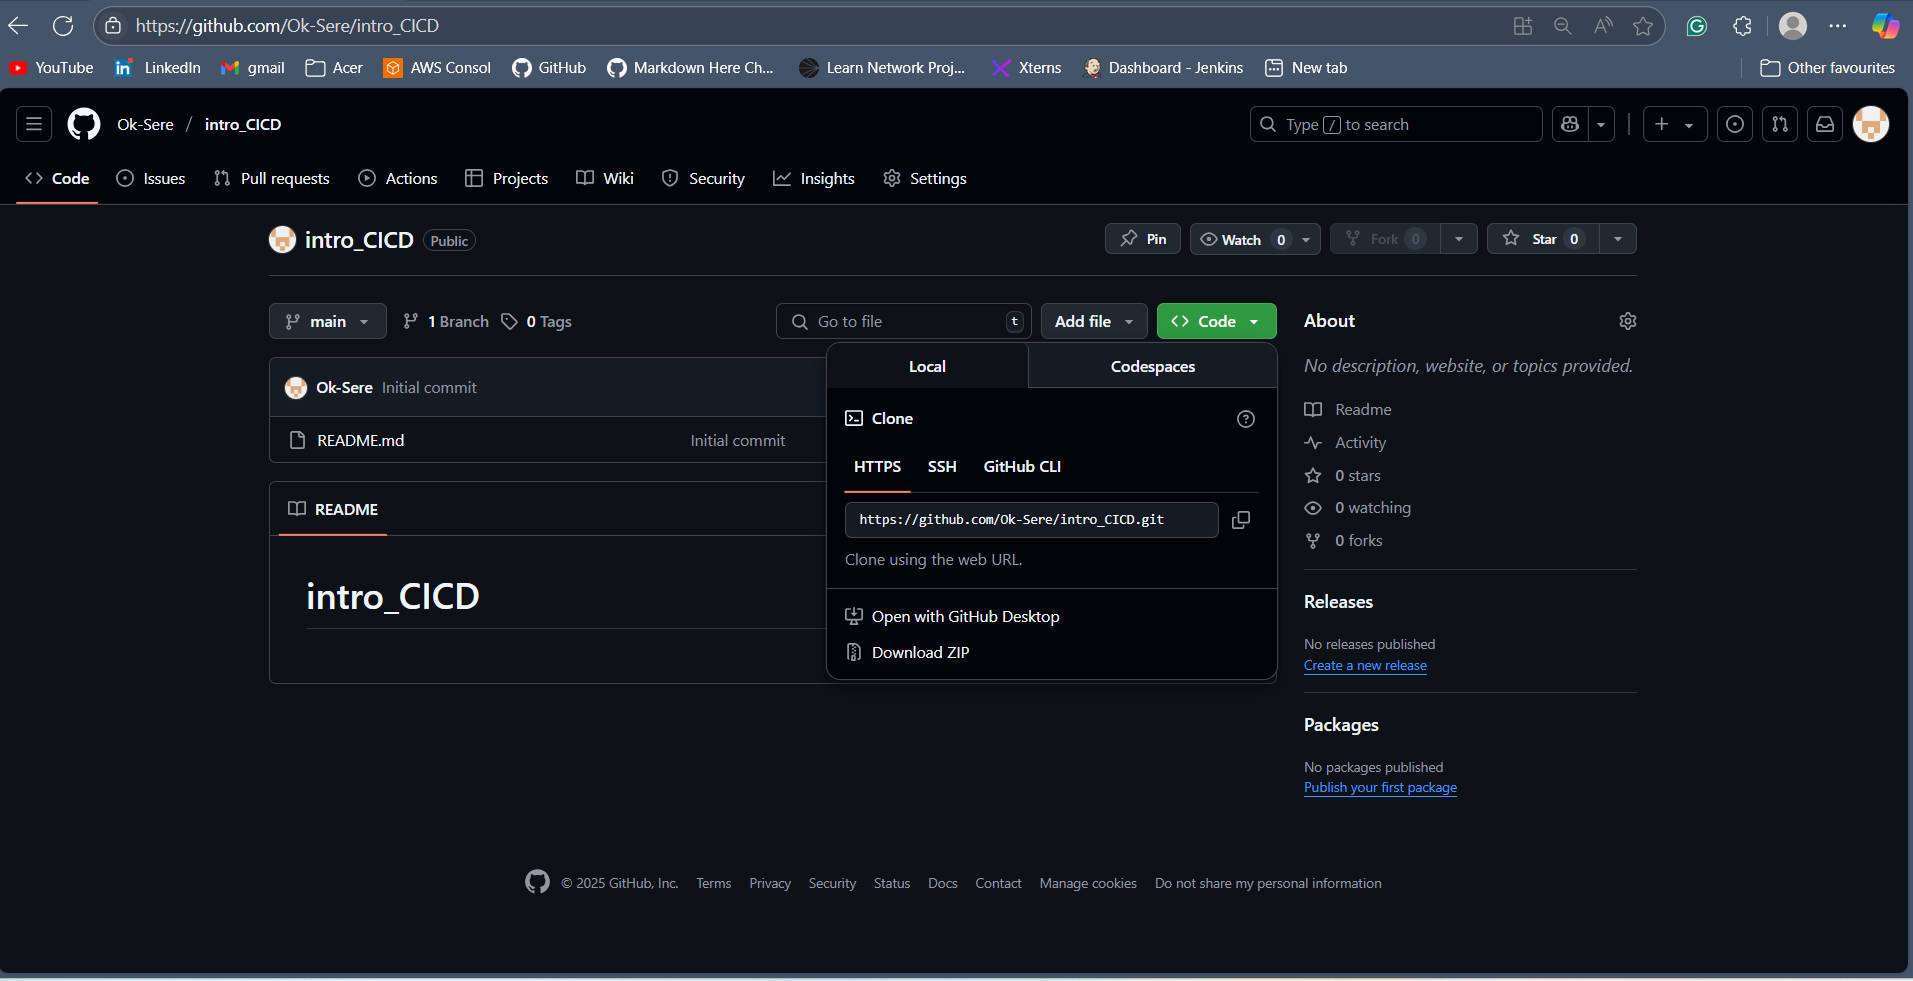 https://github.com/Ok-Sere/intro_CICD
YouTube LinkedIn gmail Acer AWS Consol GitHub Markdown Here Ch... Learn Network Proj... Xterns Dashboard - Jenkins New tab Other favourites
Ok-Sere / intro_CICD Type / to search
Code Issues Pull requests Actions Projects Wiki Security Insights Settings
intro_CICD Public Pin Watch 0 Fork 0 Star 0
main 1 Branch 0 Tags Go to file t Add file Code
About
No description, website, or topics provided.
Readme
Activity
0 stars
0 watching
0 forks
Releases
No releases published
Create a new release
Packages
No packages published
Publish your first package
Ok-Sere Initial commit
README.md Initial commit
README
intro_CICD
Local Codespaces
Clone
HTTPS SSH GitHub CLI
https://github.com/Ok-Sere/intro_CICD.git
Clone using the web URL.
Open with GitHub Desktop
Download ZIP
© 2025 GitHub, Inc. Terms Privacy Security Status Docs Contact Manage cookies Do not share my personal information